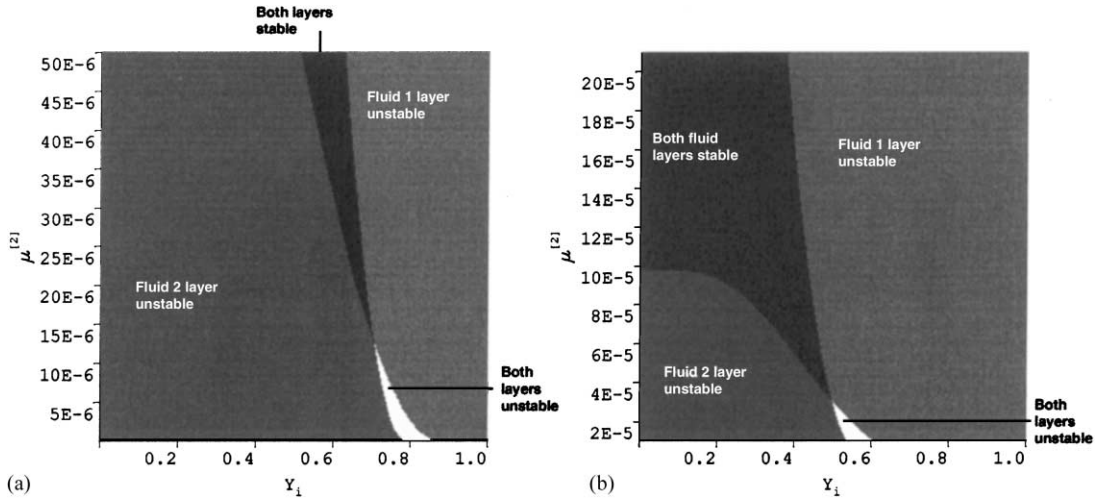 Both layers
stable
50E-6
45E-6
40E-6
35E-6
30E-6
25E-6
20E-6
15E-6
10E-6
5E-6
μ[2]
Fluid 1 layer
unstable
Fluid 2 layer
unstable
Both
layers
unstable
0.2
0.4
0.6
0.8
1.0
Yi
(a)
20E-5
18E-5
16E-5
14E-5
12E-5
10E-5
8E-5
6E-5
4E-5
2E-5
μ[2]
Both fluid
layers stable
Fluid 1 layer
unstable
Fluid 2 layer
unstable
Both
layers
unstable
0.2
0.4
0.6
0.8
1.0
Yi
(b)